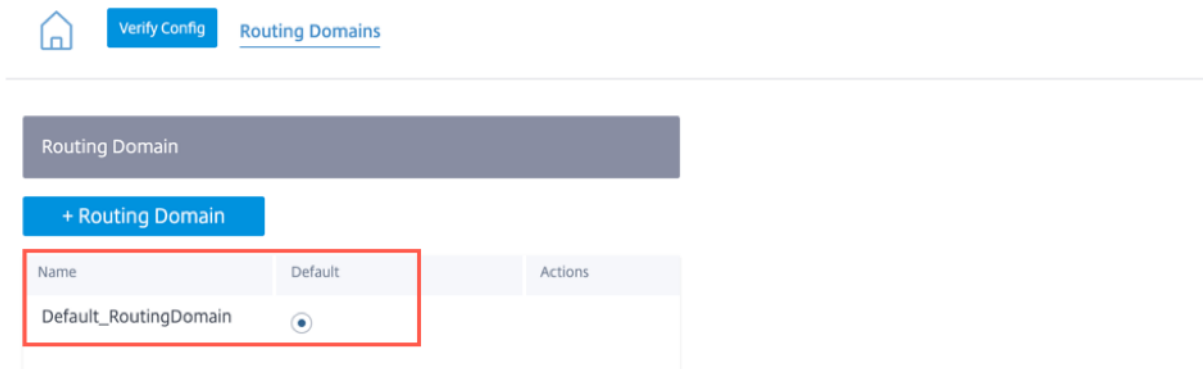 Verify Config Routing Domains
Routing Domain
+ Routing Domain
Name Default Actions
Default_RoutingDomain